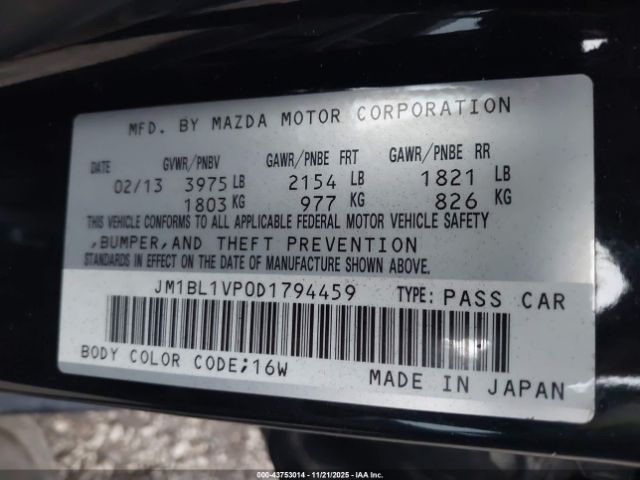 MFD. BY MAZDA MOTOR CORPORATION
DATE GVWR/PNBV GAWR/PNBE FRT GAWR/PNBE RR
02/13 3975 LB 2154 LB 1821 LB
1803 KG 977 KG 826 KG
THIS VEHICLE CONFORMS TO ALL APPLICABLE FEDERAL MOTOR VEHICLE SAFETY
,BUMPER,AND THEFT PREVENTION
STANDARDS IN EFFECT ON THE DATE OF MANUFACTURE SHOWN ABOVE.
JM1BL1VP0D1794459 TYPE: PASS CAR
BODY COLOR CODE;16W
MADE IN JAPAN
000-43753014 - 11/21/2025 - IAA, Inc.